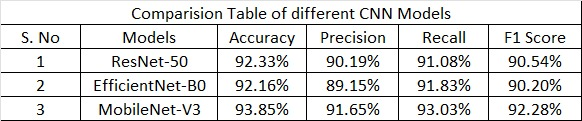 Comparision Table of different CNN Models
S. No Models Accuracy Precision Recall F1 Score
1 ResNet-50 92.33% 90.19% 91.08% 90.54%
2 EfficientNet-B0 92.16% 89.15% 91.83% 90.20%
3 MobileNet-V3 93.85% 91.65% 93.03% 92.28%